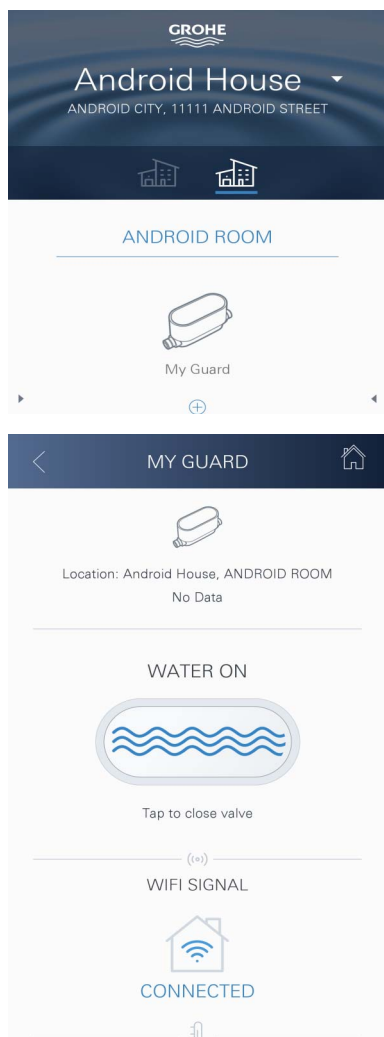 GROHE
Android House
ANDROID CITY, 11111 ANDROID STREET
ANDROID ROOM
My Guard
MY GUARD
Location: Android House, ANDROID ROOM
No Data
WATER ON
Tap to close valve
WIFI SIGNAL
CONNECTED